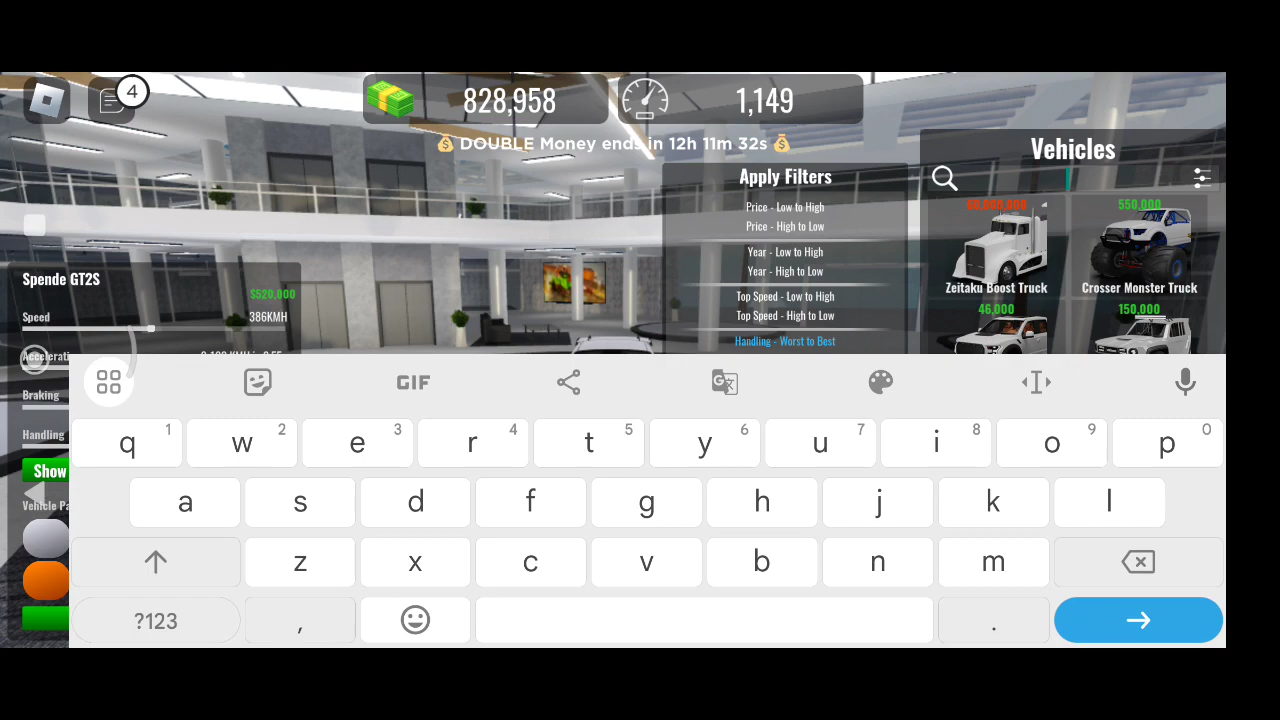 4
828,958
1,149
💰 DOUBLE Money ends in 12h 11m 32s 💰
Vehicles
Apply Filters
Price - Low to High
Price - High to Low
Year - Low to High
Year - High to Low
Top Speed - Low to High
Top Speed - High to Low
Handling - Worst to Best
550,000
Zeitaku Boost Truck
Crosser Monster Truck
46,000
150,000
Spende GT2S
$520,000
Speed
386KMH
Braking
Handling
Show
GIF
q 1 w 2 e 3 r 4 t 5 y 6 u 7 i 8 o 9 p 0
a s d f g h j k l
z x c v b n m
?123 , .